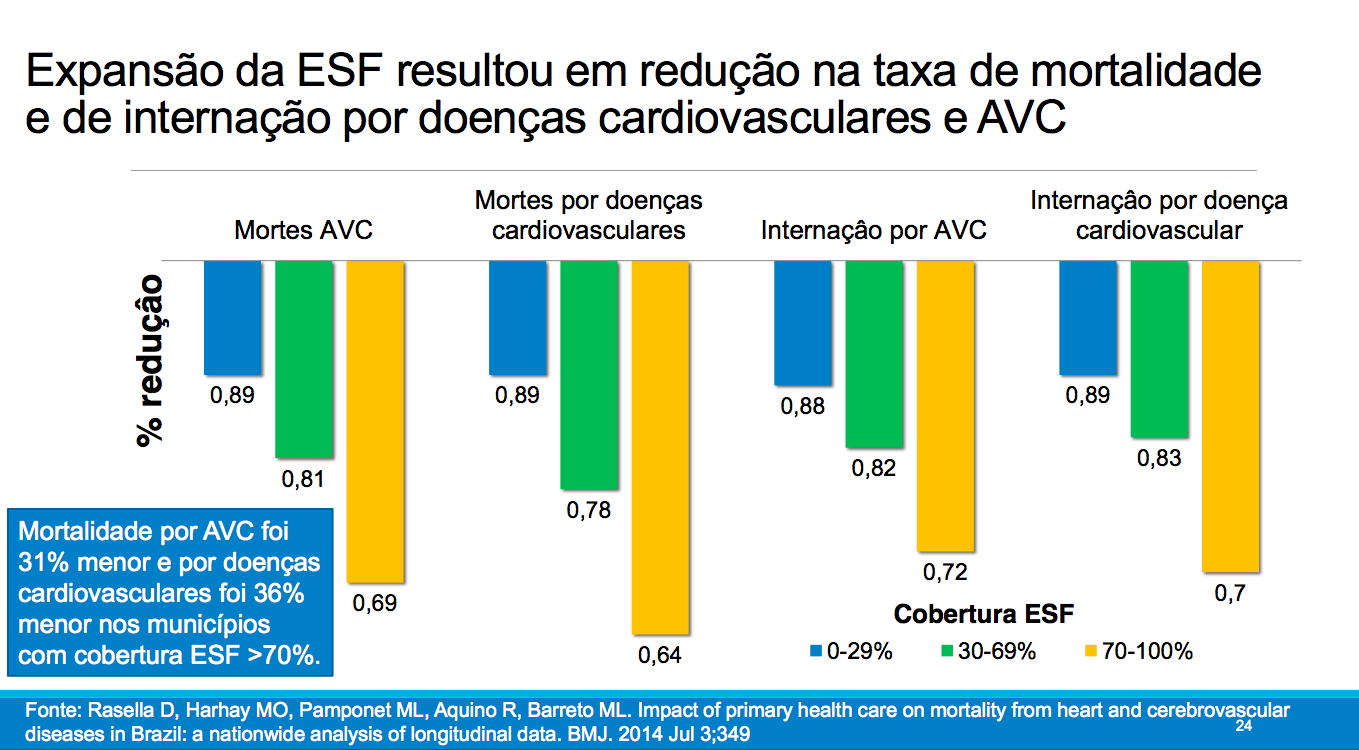 Expansão da ESF resultou em redução na taxa de mortalidade
e de internação por doenças cardiovasculares e AVC
Mortes AVC
Mortes por doenças
cardiovasculares
Internaçâo por AVC
Internaçâo por doença
cardiovascular
% reduçâo
0,89
0,81
0,69
0,89
0,78
0,64
0,88
0,82
0,72
0,89
0,83
0,7
Mortalidade por AVC foi
31% menor e por doenças
cardiovasculares foi 36%
menor nos municípios
com cobertura ESF >70%.
Cobertura ESF
0-29%
30-69%
70-100%
Fonte: Rasella D, Harhay MO, Pamponet ML, Aquino R, Barreto ML. Impact of primary health care on mortality from heart and cerebrovascular
diseases in Brazil: a nationwide analysis of longitudinal data. BMJ. 2014 Jul 3;349
24